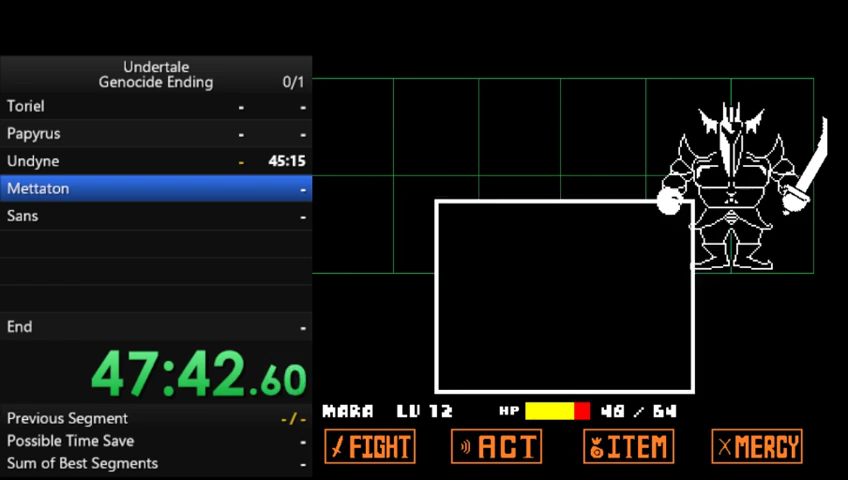 Undertale
Genocide Ending 0/1
Toriel - -
Papyrus - -
Undyne - 45:15
Mettaton -
Sans -
End -
47:42.60
Previous Segment -/-
Possible Time Save -
Sum of Best Segments -
MARA LV 12 HP 48 / 64
FIGHT ACT ITEM MERCY